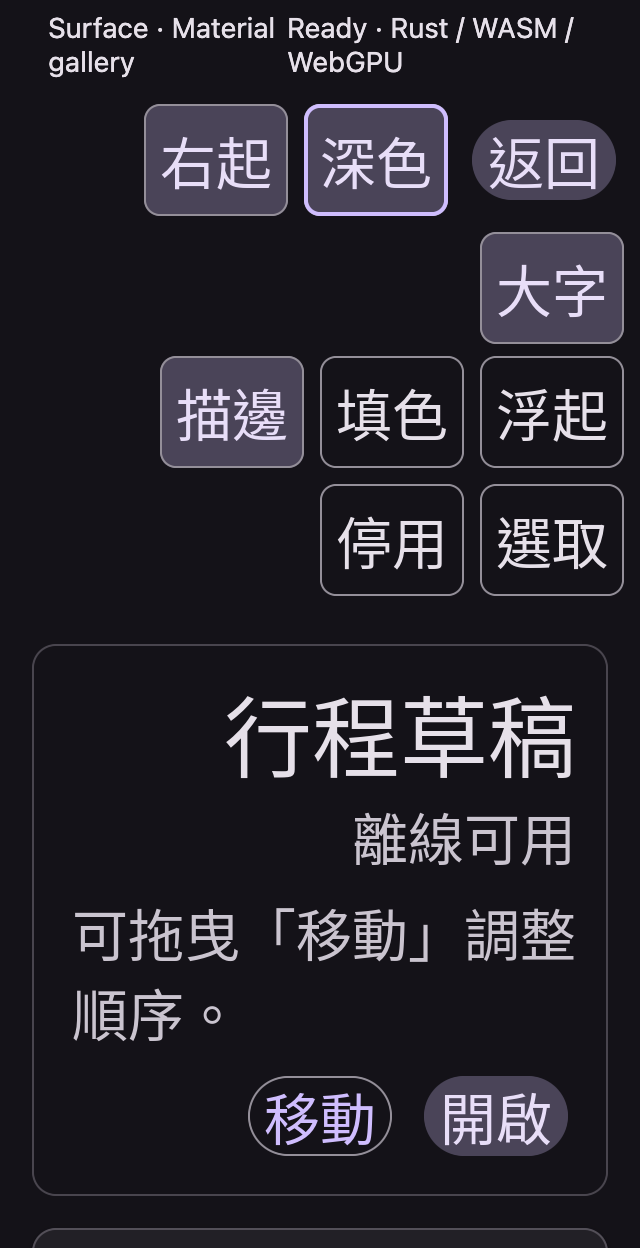 Surface · Material gallery
Ready · Rust / WASM / WebGPU
返回
深色
右起
大字
浮起
填色
描邊
選取
停用
行程草稿
離線可用
可拖曳「移動」調整
順序。
開啟
移動